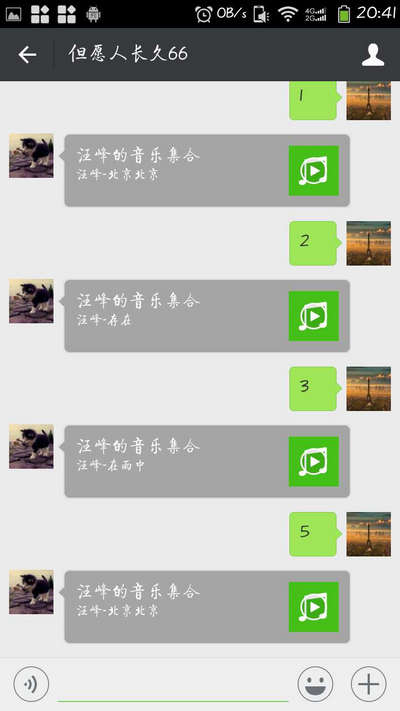 0B/s
4G
2G
20:41
但愿人长久66
1
汪峰的音乐集合
汪峰-北京北京
2
汪峰的音乐集合
汪峰-存在
3
汪峰的音乐集合
汪峰-在雨中
5
汪峰的音乐集合
汪峰-北京北京